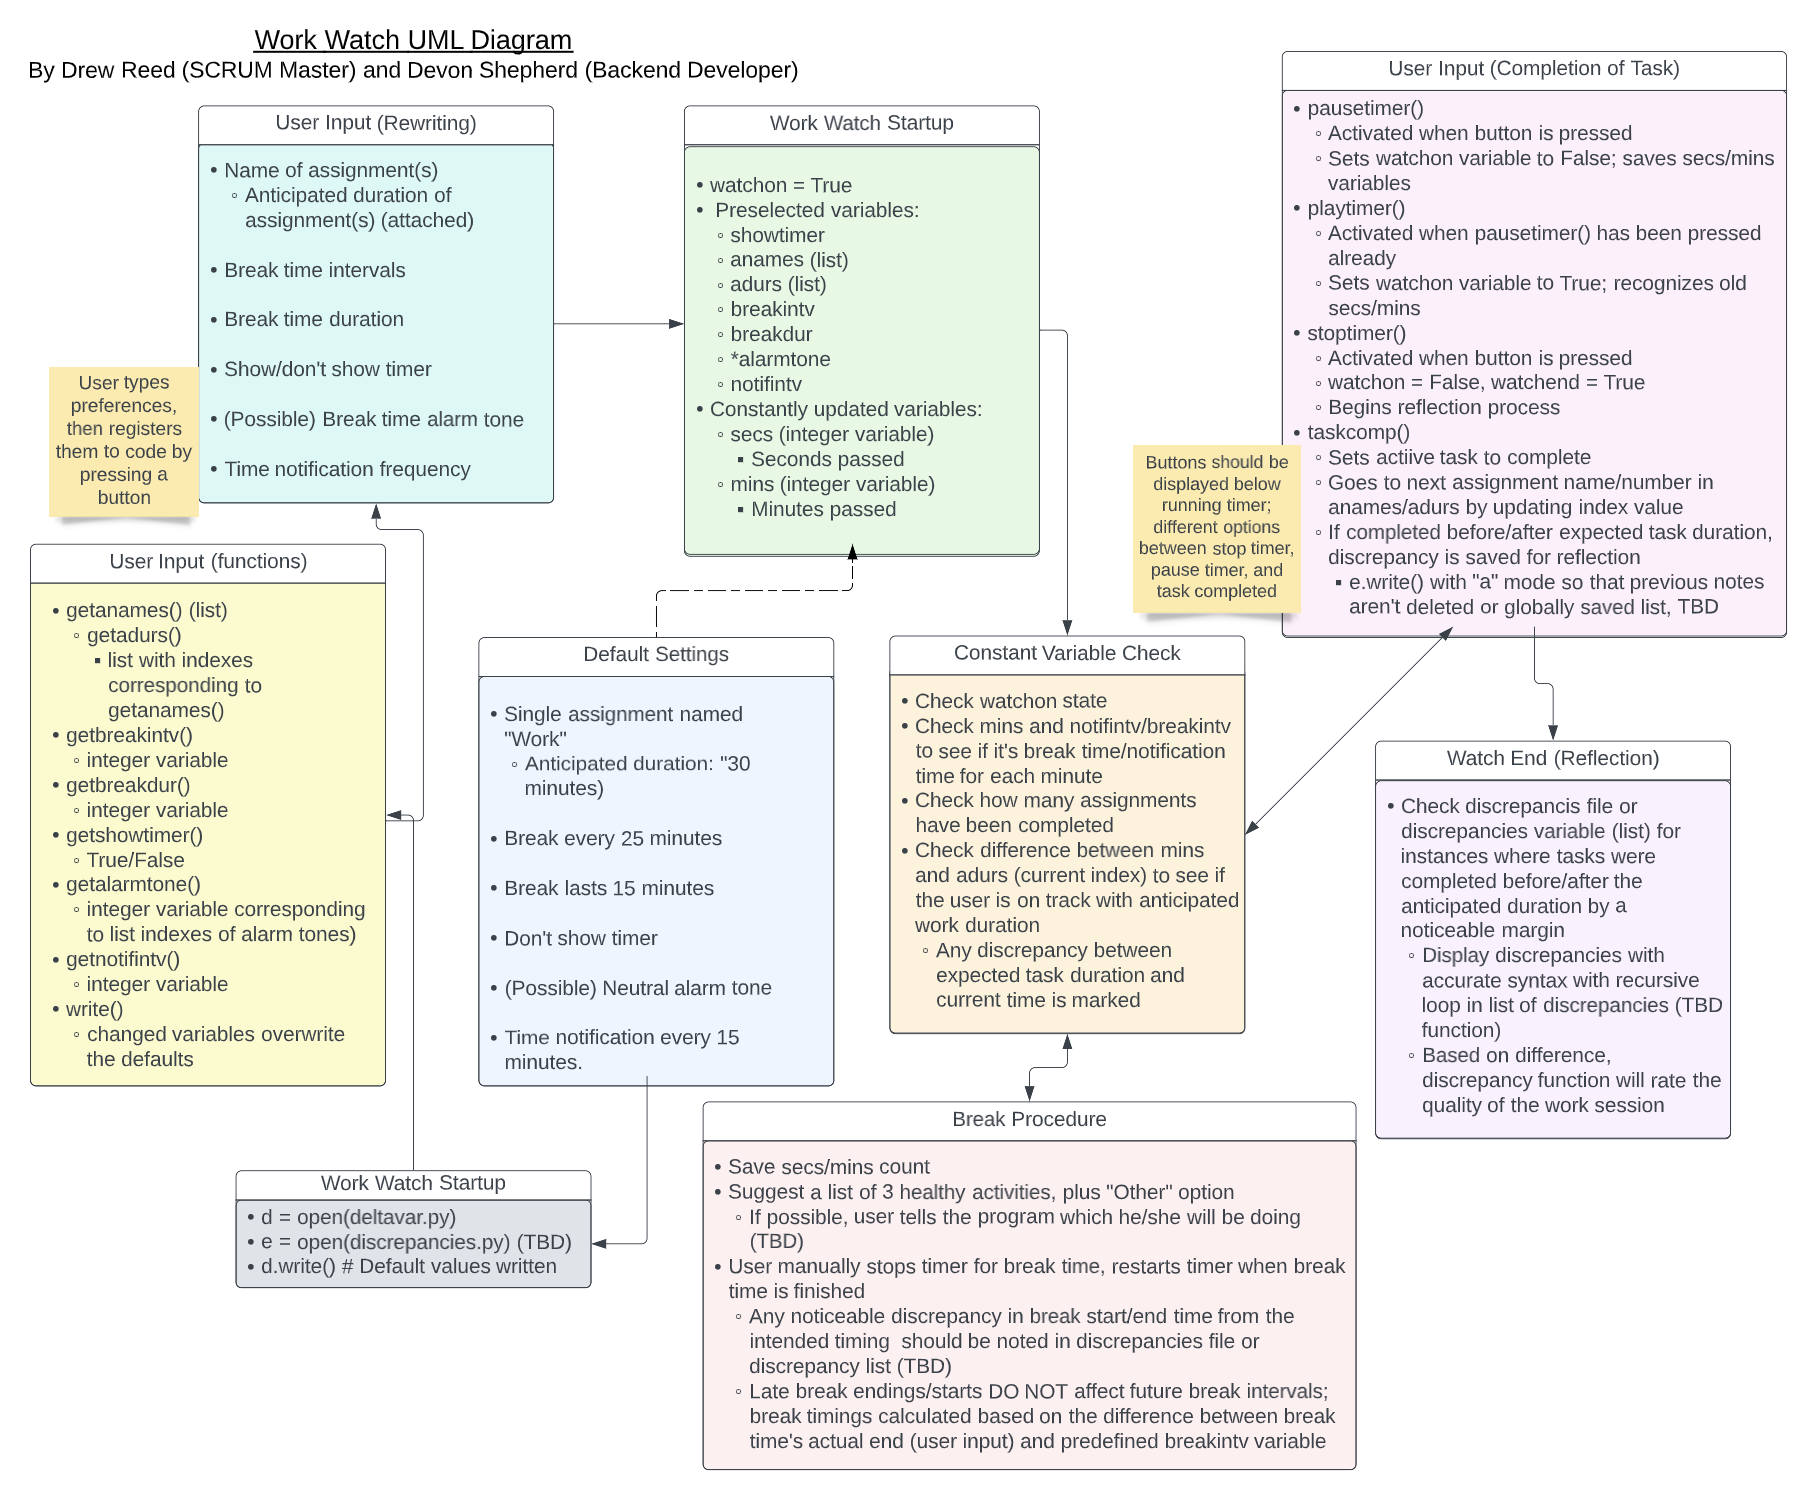 Work Watch UML Diagram
By Drew Reed (SCRUM Master) and Devon Shepherd (Backend Developer)
User Input (Rewriting)
• Name of assignment(s)
◦ Anticipated duration of
assignment(s) (attached)
• Break time intervals
• Break time duration
• Show/don't show timer
• (Possible) Break time alarm tone
• Time notification frequency
User types
preferences,
then registers
them to code by
pressing a
button
Work Watch Startup
• watchon = True
• Preselected variables:
◦ showtimer
◦ anames (list)
◦ adurs (list)
◦ breakintv
◦ breakdur
◦ *alarmtone
◦ notifintv
• Constantly updated variables:
◦ secs (integer variable)
▪ Seconds passed
◦ mins (integer variable)
▪ Minutes passed
User Input (Completion of Task)
• pausetimer()
◦ Activated when button is pressed
◦ Sets watchon variable to False; saves secs/mins
variables
• playtimer()
◦ Activated when pausetimer() has been pressed
already
◦ Sets watchon variable to True; recognizes old
secs/mins
• stoptimer()
◦ Activated when button is pressed
◦ watchon = False, watchend = True
◦ Begins reflection process
• taskcomp()
◦ Sets actiive task to complete
◦ Goes to next assignment name/number in
anames/adurs by updating index value
◦ If completed before/after expected task duration,
discrepancy is saved for reflection
▪ e.write() with "a" mode so that previous notes
aren't deleted or globally saved list, TBD
Buttons should be
displayed below
running timer;
different options
between stop timer,
pause timer, and
task completed
User Input (functions)
• getanames() (list)
◦ getadurs()
▪ list with indexes
corresponding to
getanames()
• getbreakintv()
◦ integer variable
• getbreakdur()
◦ integer variable
• getshowtimer()
◦ True/False
• getalarmtone()
◦ integer variable corresponding
to list indexes of alarm tones)
• getnotifintv()
◦ integer variable
• write()
◦ changed variables overwrite
the defaults
Default Settings
• Single assignment named
"Work"
◦ Anticipated duration: "30
minutes)
• Break every 25 minutes
• Break lasts 15 minutes
• Don't show timer
• (Possible) Neutral alarm tone
• Time notification every 15
minutes.
Constant Variable Check
• Check watchon state
• Check mins and notifintv/breakintv
to see if it's break time/notification
time for each minute
• Check how many assignments
have been completed
• Check difference between mins
and adurs (current index) to see if
the user is on track with anticipated
work duration
◦ Any discrepancy between
expected task duration and
current time is marked
Watch End (Reflection)
• Check discrepancis file or
discrepancies variable (list) for
instances where tasks were
completed before/after the
anticipated duration by a
noticeable margin
◦ Display discrepancies with
accurate syntax with recursive
loop in list of discrepancies (TBD
function)
◦ Based on difference,
discrepancy function will rate the
quality of the work session
Work Watch Startup
• d = open(deltavar.py)
• e = open(discrepancies.py) (TBD)
• d.write() # Default values written
Break Procedure
• Save secs/mins count
• Suggest a list of 3 healthy activities, plus "Other" option
◦ If possible, user tells the program which he/she will be doing
(TBD)
• User manually stops timer for break time, restarts timer when break
time is finished
◦ Any noticeable discrepancy in break start/end time from the
intended timing should be noted in discrepancies file or
discrepancy list (TBD)
◦ Late break endings/starts DO NOT affect future break intervals;
break timings calculated based on the difference between break
time's actual end (user input) and predefined breakintv variable